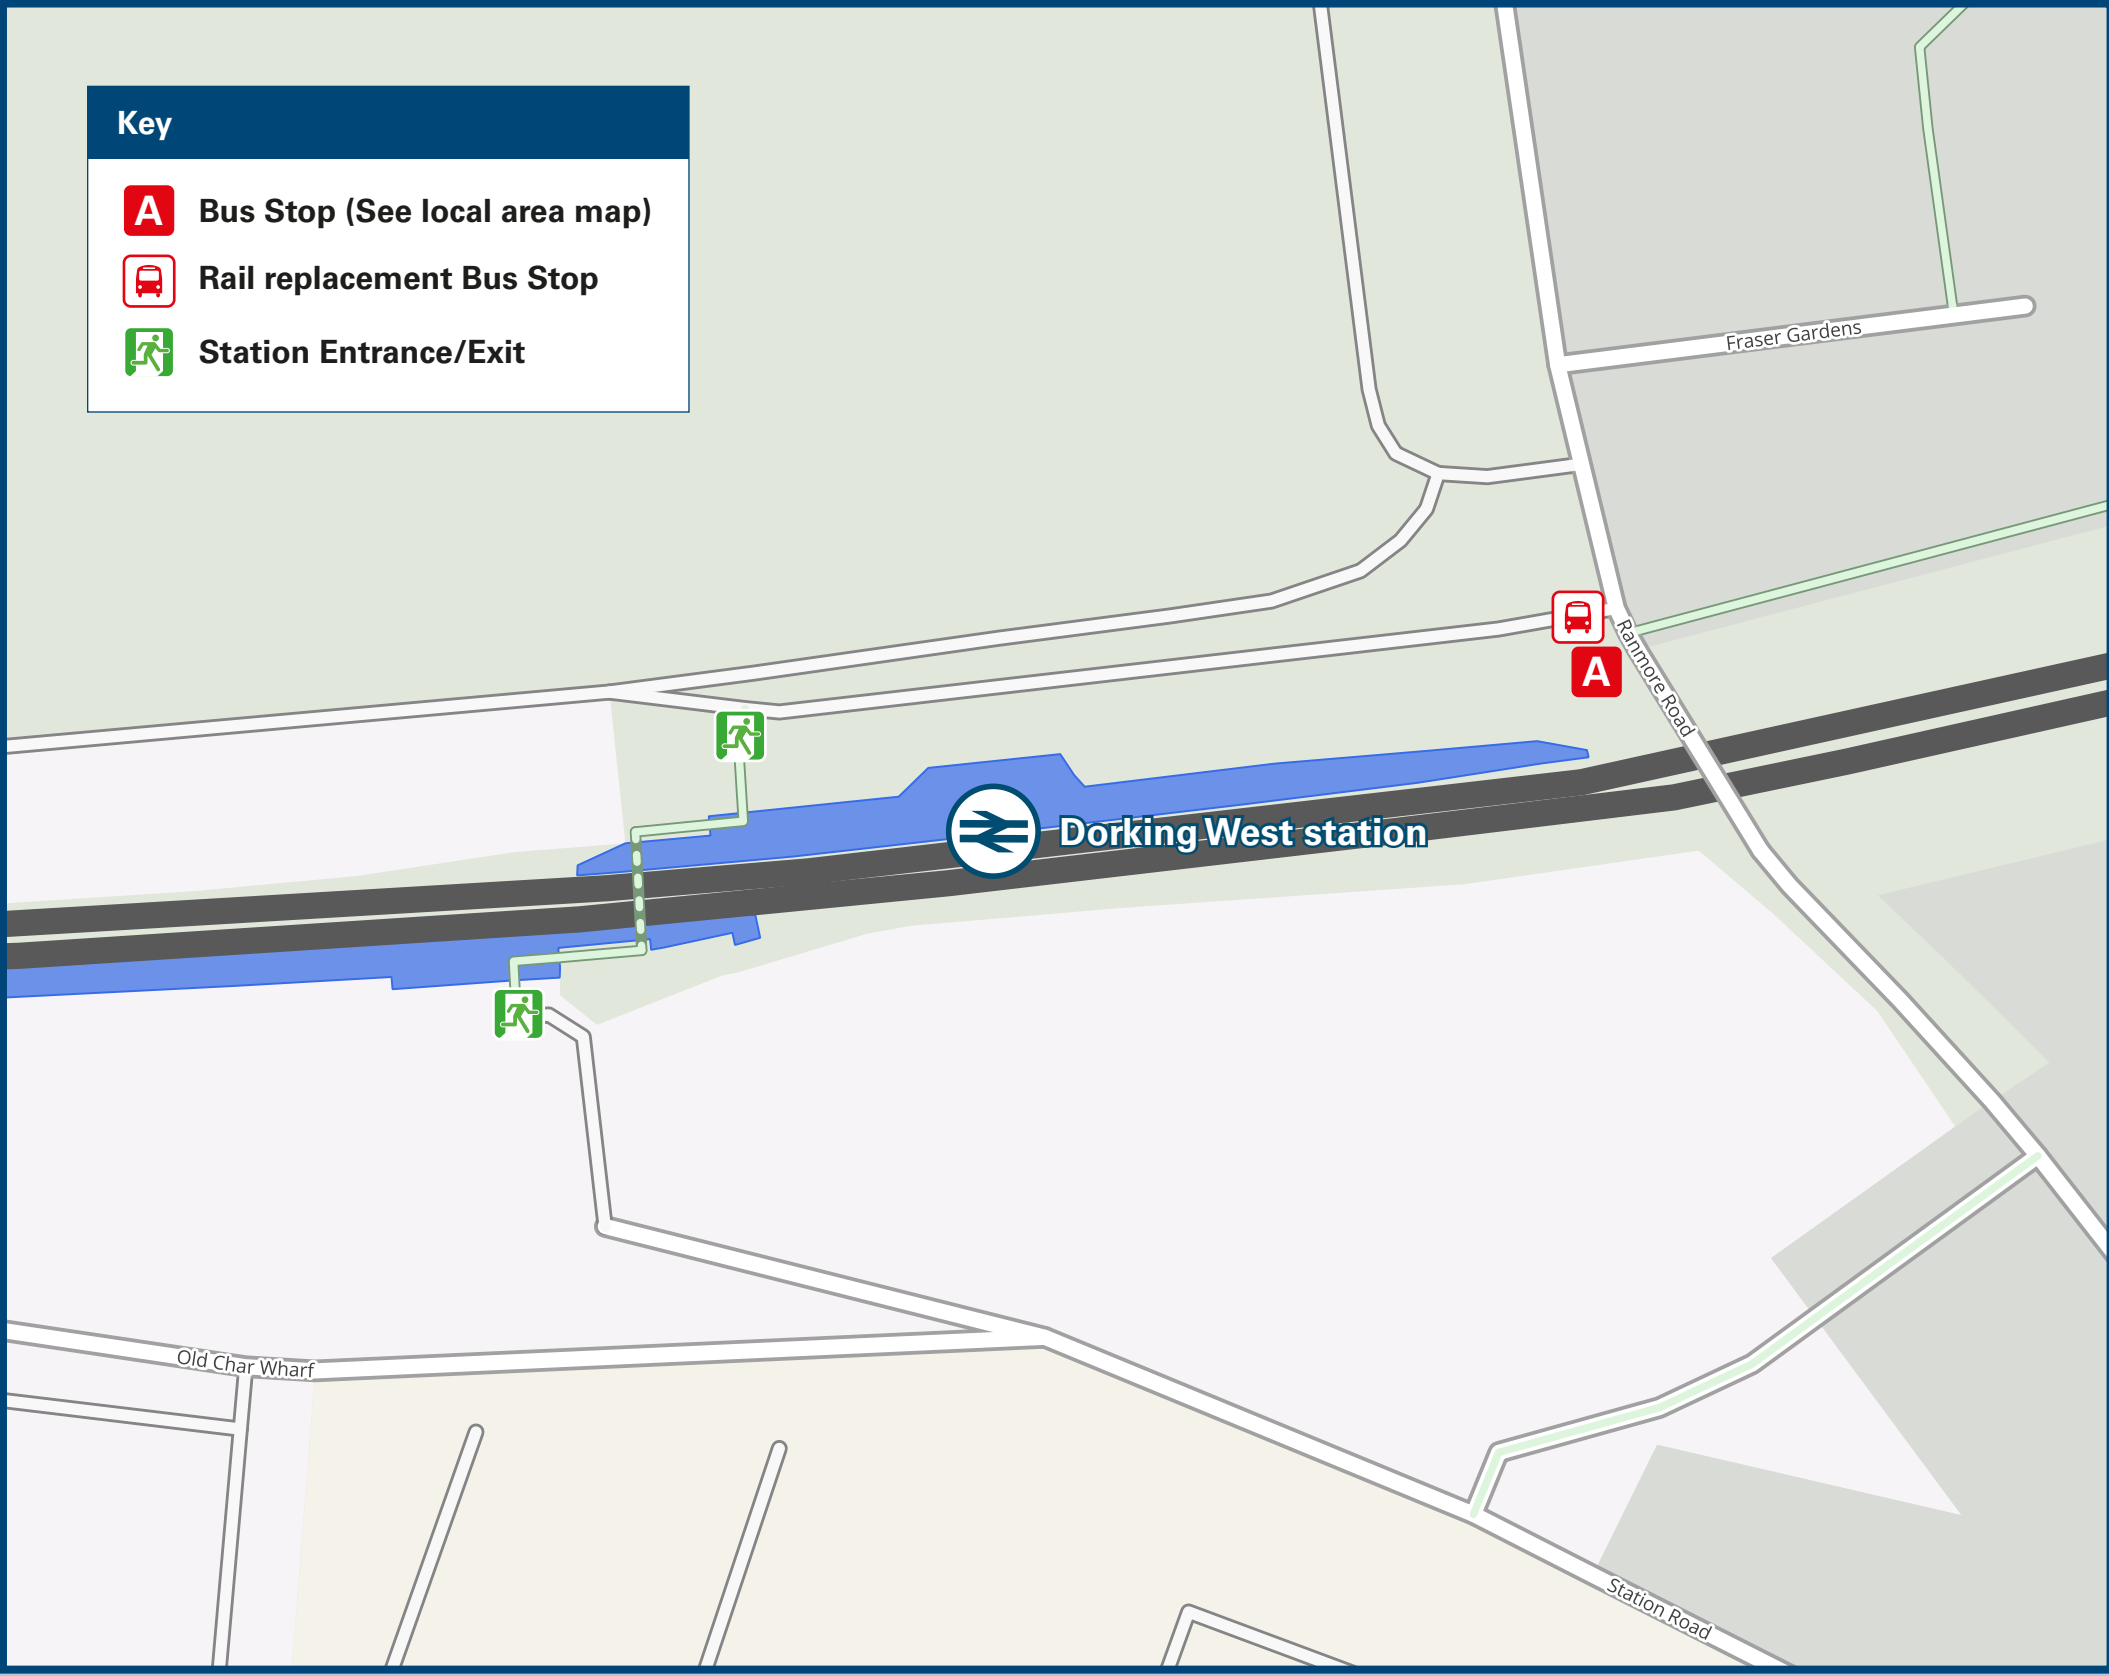 Key
A Bus Stop (See local area map)
Rail replacement Bus Stop
Station Entrance/Exit
Fraser Gardens
A
Ranmore Road
Dorking West station
Old Char Wharf
Station Road